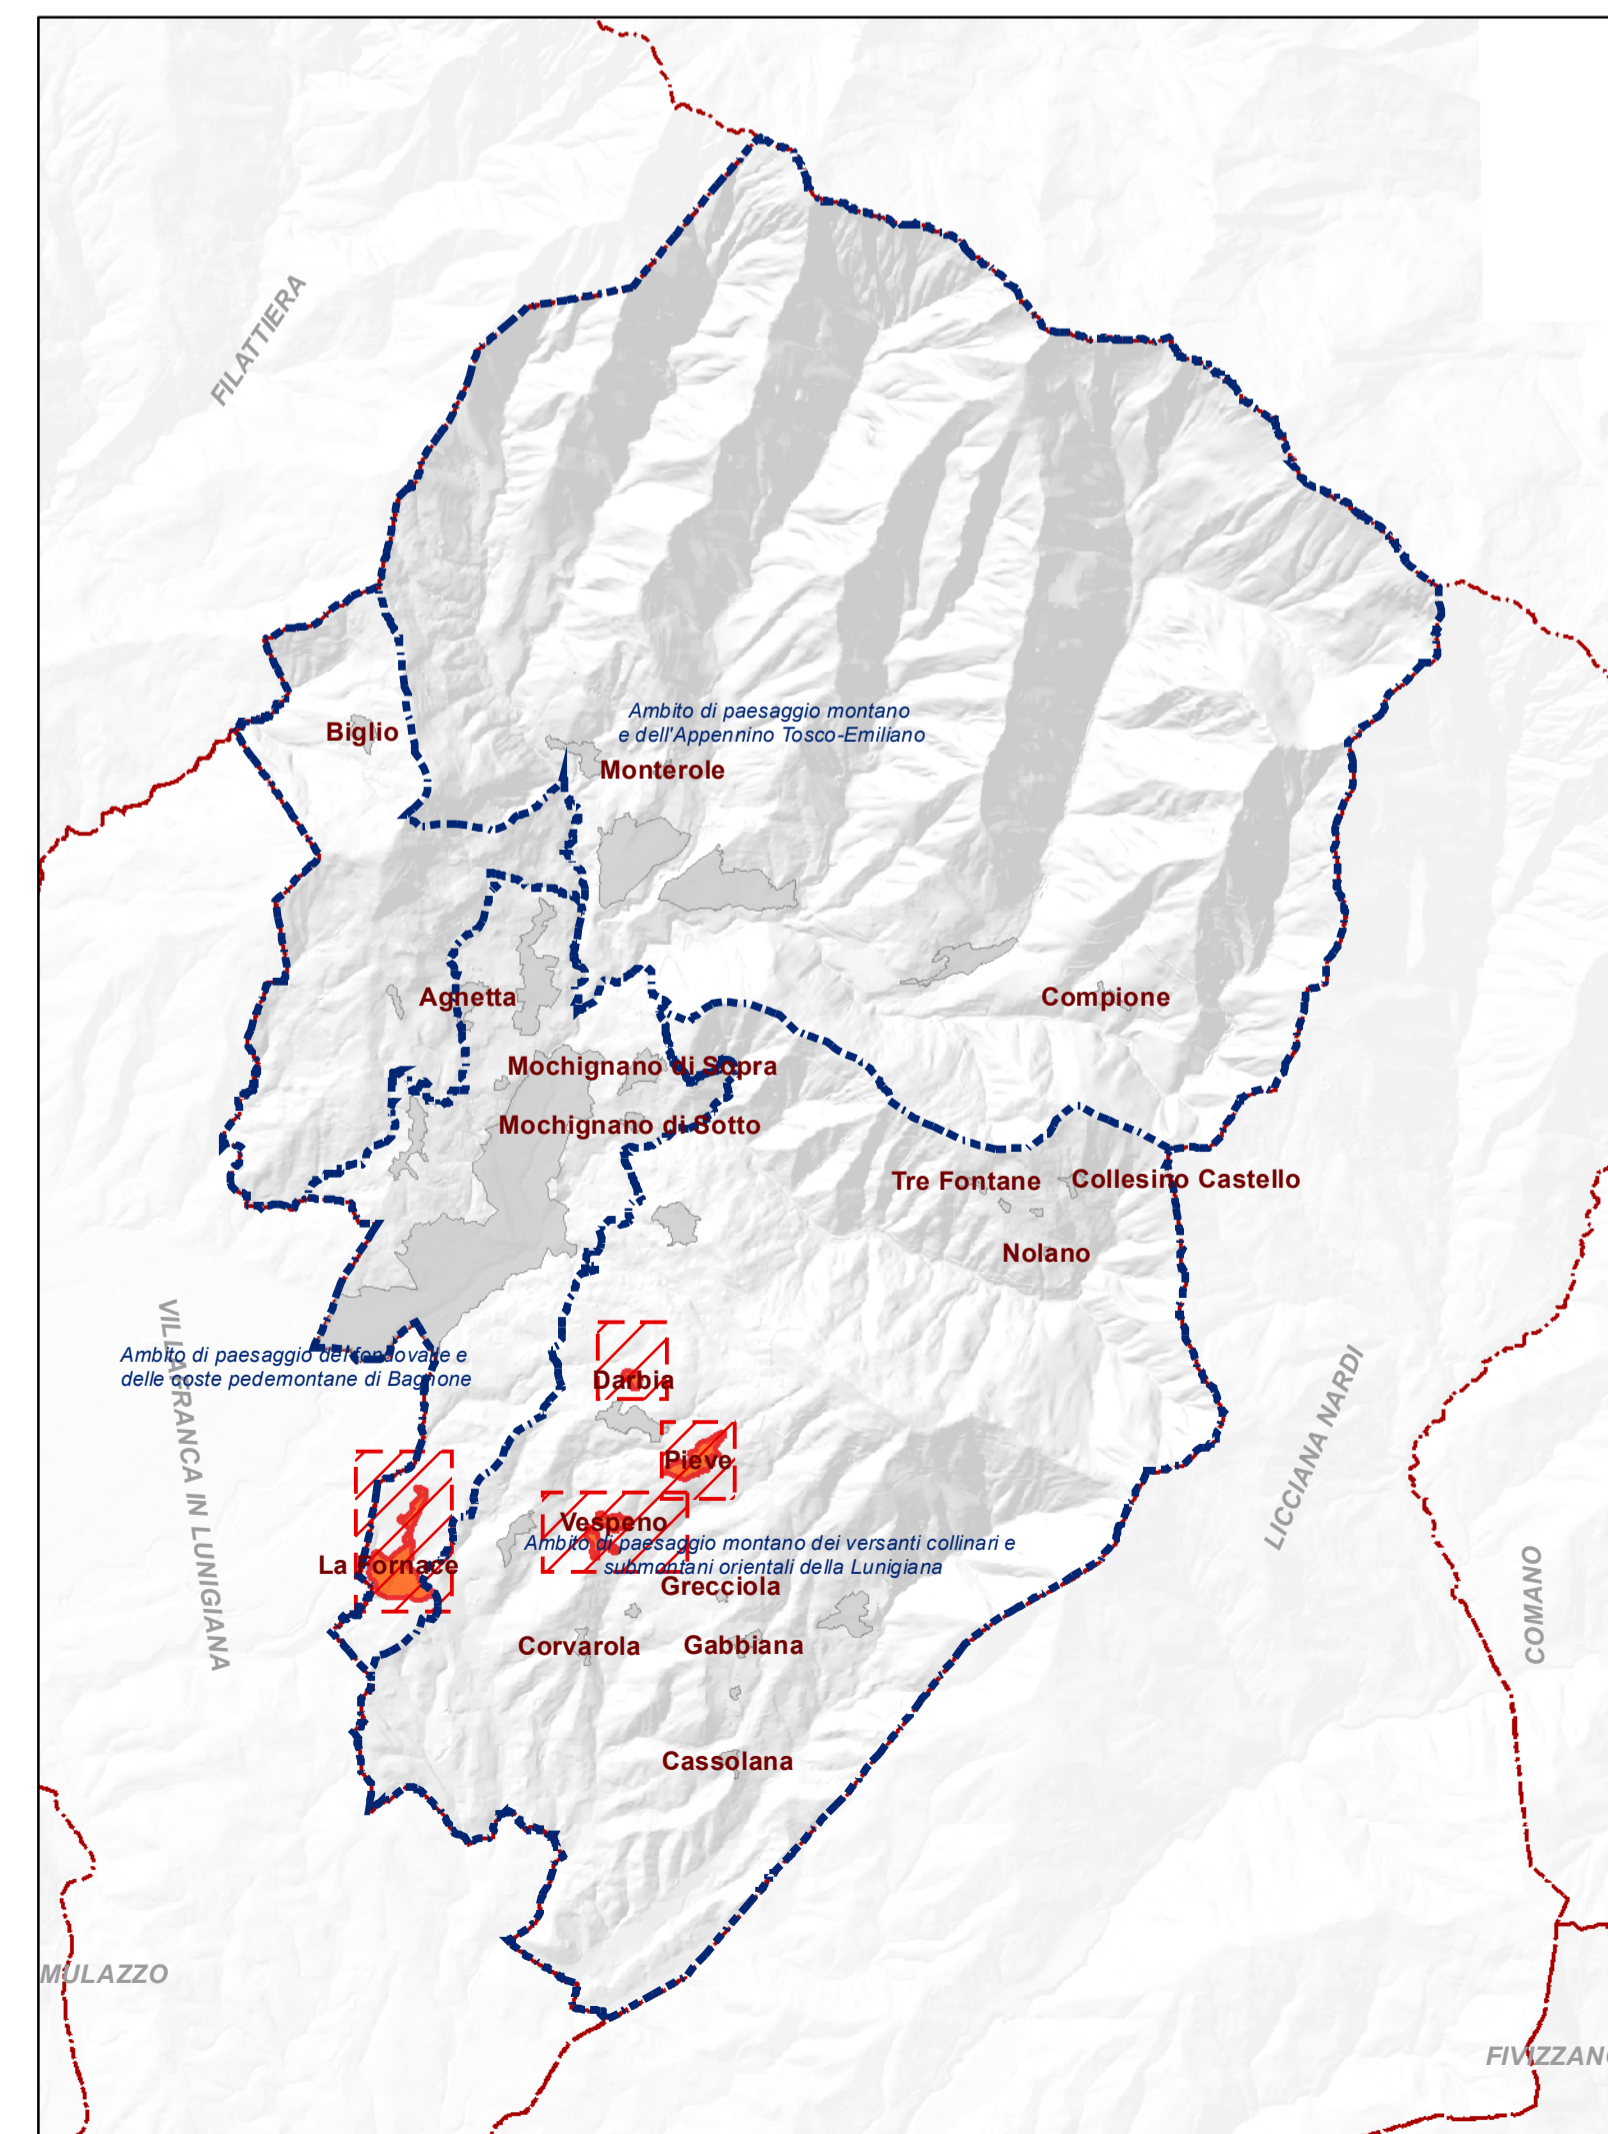 FILATTIERA
Ambito di paesaggio montano
e dell'Appennino Tosco-Emiliano
Biglio
Monterole
Agnetta
Compione
Mochignano di Sopra
Mochignano di Sotto
Tre Fontane
Collesino Castello
Nolano
VILLAFRANCA IN LUNIGIANA
Ambito di paesaggio del fondovalle e
delle coste pedemontane di Bagnone
Darbia
LICCIANA NARDI
Pieve
Vespeno
Ambito di paesaggio montano dei versanti collinari e
submontani orientali della Lunigiana
La Fornace
Grecciola
COMANO
Corvarola
Gabbiana
Cassolana
MULAZZO
FIVIZZANO